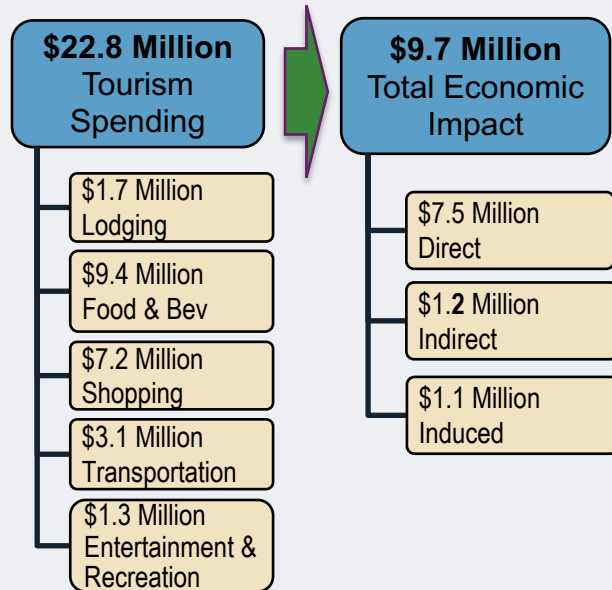 $22.8 Million
Tourism
Spending
$1.7 Million
Lodging
$9.4 Million
Food & Bev
$7.2 Million
Shopping
$3.1 Million
Transportation
$1.3 Million
Entertainment &
Recreation
$9.7 Million
Total Economic
Impact
$7.5 Million
Direct
$1.2 Million
Indirect
$1.1 Million
Induced